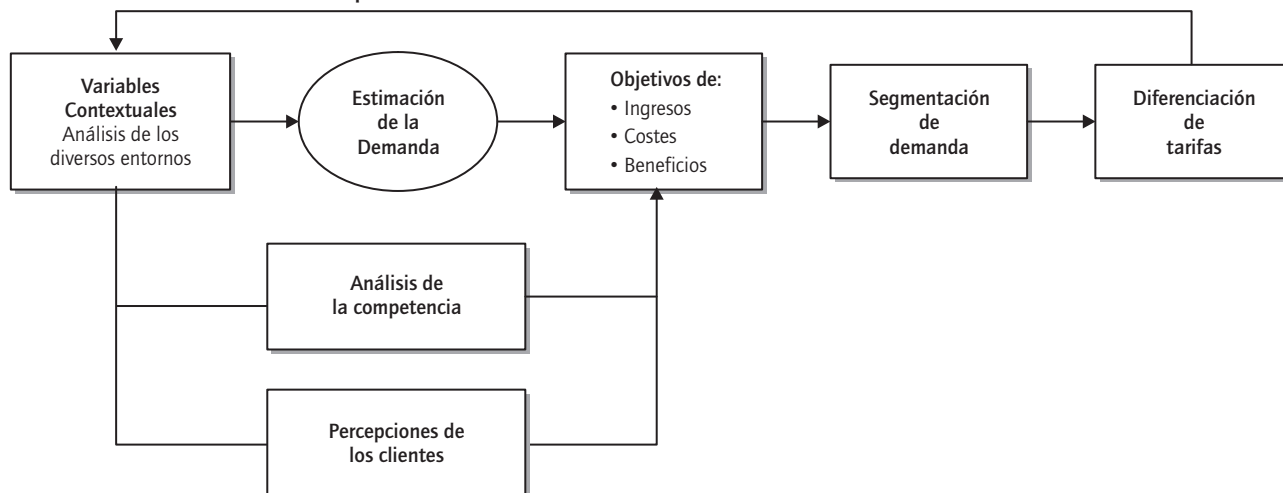 Variables
Contextuales
Análisis de los
diversos entornos
Estimación
de la
Demanda
Objetivos de:
• Ingresos
• Costes
• Beneficios
Segmentación
de
demanda
Diferenciación
de
tarifas
Análisis de
la competencia
Percepciones de
los clientes